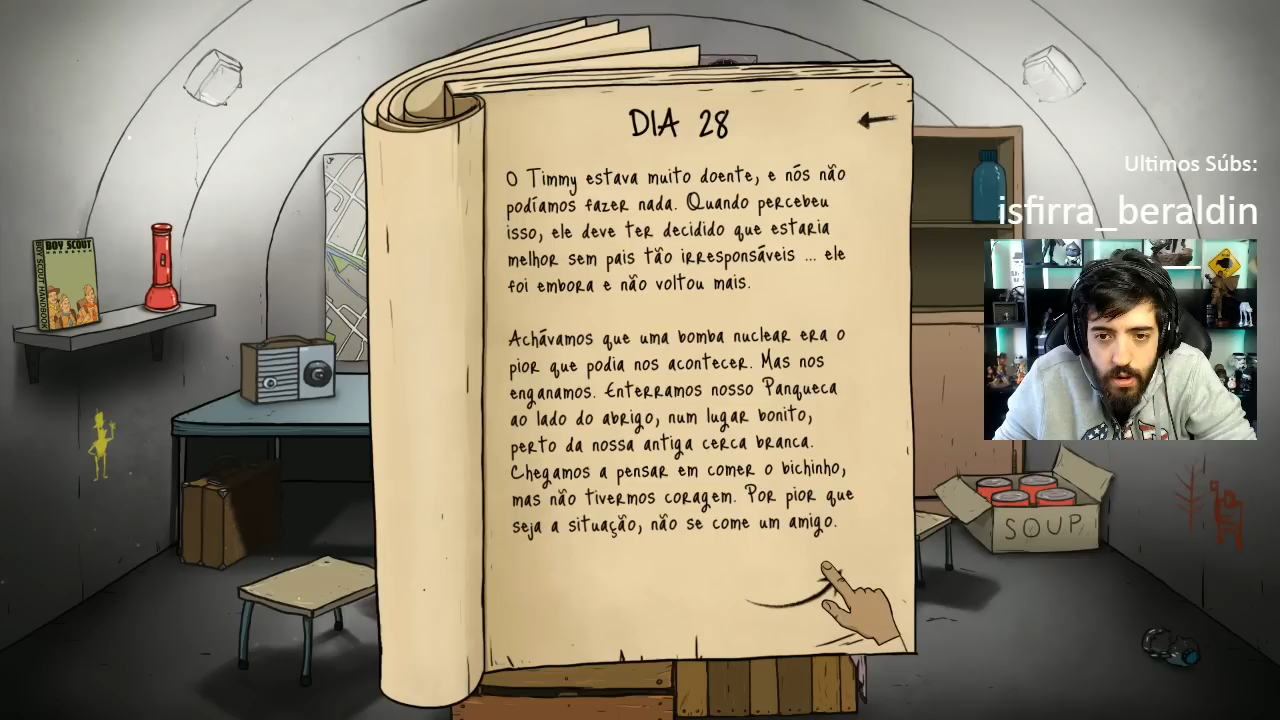 DIA 28
O Timmy estava muito doente, e nós não
podíamos fazer nada. Quando percebeu
isso, ele deve ter decidido que estaria
melhor sem pais tão irresponsáveis ... ele
foi embora e não voltou mais.
Achávamos que uma bomba nuclear era o
pior que podia nos acontecer. Mas nos
enganamos. Enterramos nosso Panqueca
ao lado do abrigo, num lugar bonito,
perto da nossa antiga cerca branca.
Chegamos a pensar em comer o bichinho,
mas não tivermos coragem. Por pior que
seja a situação, não se come um amigo.
Ultimos Súbs:
isfirra_beraldin
BOY SCOUT
BOY SCOUT HANDBOOK
SOUP